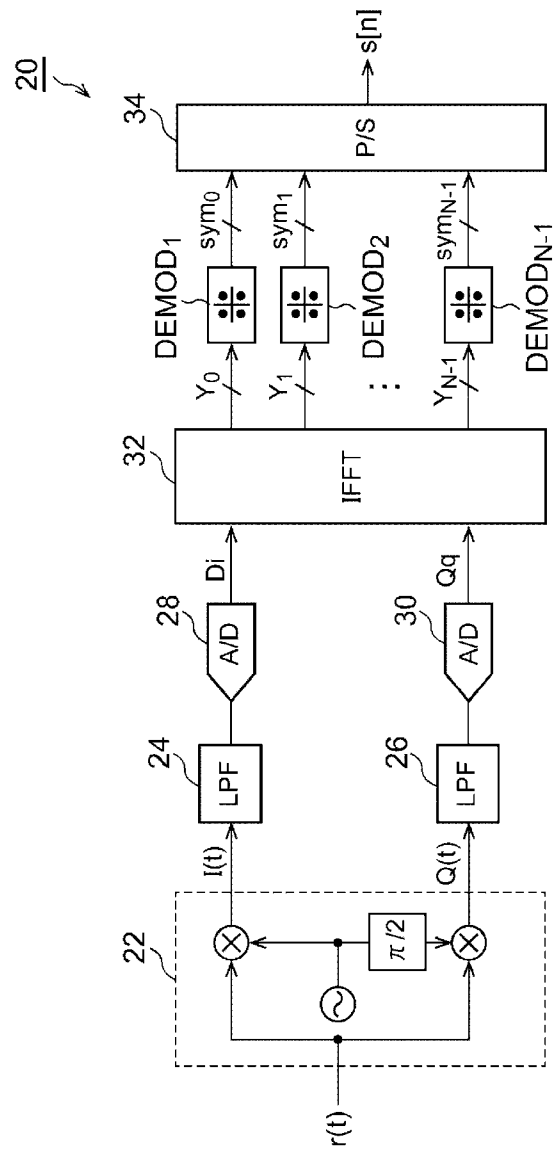 20
r(t)
22
π/2
I(t)
Q(t)
24
LPF
26
LPF
28
A/D
30
A/D
Di
Qq
32
IFFT
Y0
Y1
⋮
YN-1
DEMOD1
DEMOD2
DEMODN-1
sym0
sym1
symN-1
34
P/S
s[n]